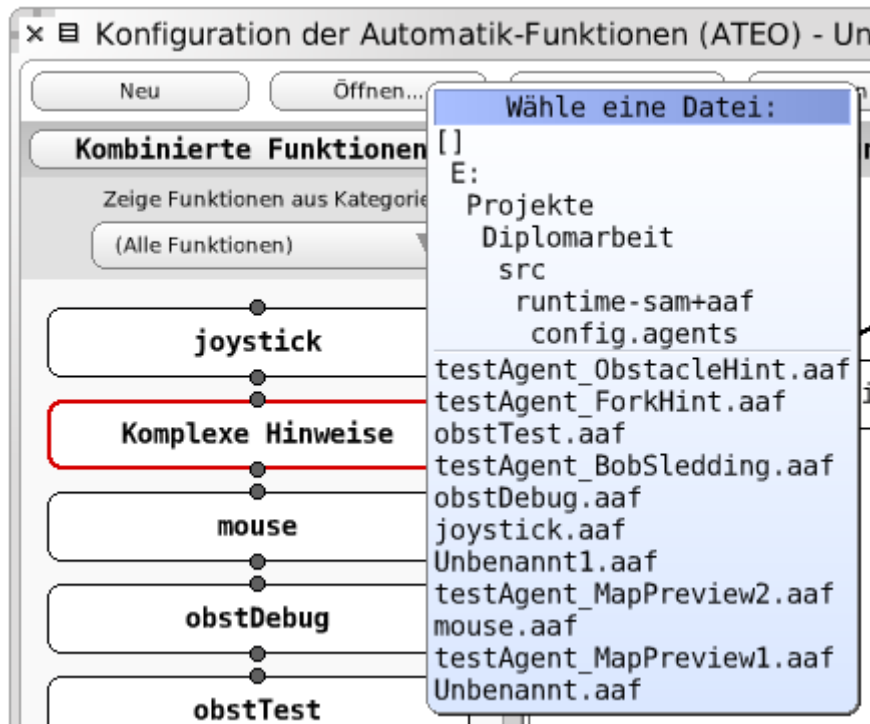 Konfiguration der Automatik-Funktionen (ATEO) - Un
Neu
Öffnen...
Kombinierte Funktionen
Zeige Funktionen aus Kategorie
(Alle Funktionen)
joystick
Komplexe Hinweise
mouse
obstDebug
obstTest
Wähle eine Datei:
[]
E:
Projekte
Diplomarbeit
src
runtime-sam+aaf
config.agents
testAgent_ObstacleHint.aaf
testAgent_ForkHint.aaf
obstTest.aaf
testAgent_BobSledding.aaf
obstDebug.aaf
joystick.aaf
Unbenannt1.aaf
testAgent_MapPreview2.aaf
mouse.aaf
testAgent_MapPreview1.aaf
Unbenannt.aaf